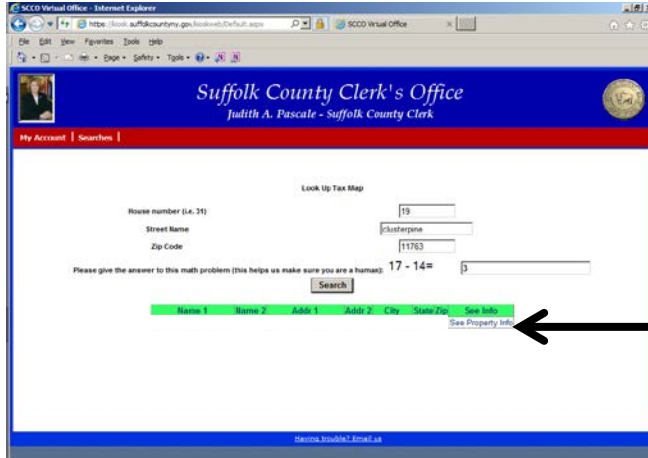 SCCO Virtual Office - Internet Explorer
https://kiosk.suffolkcountyny.gov/kioskweb/Default.aspx
SCCO Virtual Office
File Edit View Favorites Tools Help
Page Safety Tools
Suffolk County Clerk's Office
Judith A. Pascale - Suffolk County Clerk
My Account | Searches |
Look Up Tax Map
House number (i.e. 31) 19
Street Name clusterpine
Zip Code 11763
Please give the answer to this math problem (this helps us make sure you are a human): 17 - 14= 3
Search
Name 1 Name 2 Addr 1 Addr 2 City State/Zip See Info
See Property Info
Having trouble? Email us